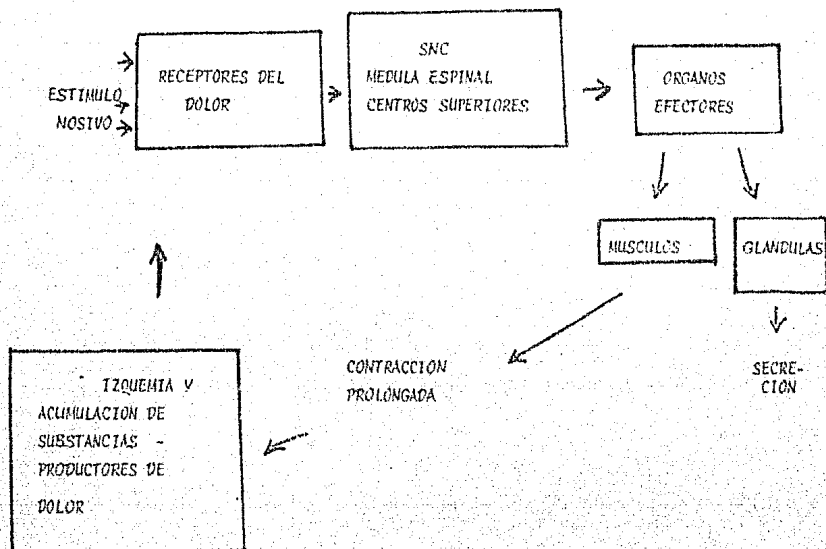 ESTIMULO
NOSIVO
RECEPTORES DEL
DOLOR
SNC
MEDULA ESPINAL
CENTROS SUPERIORES
ORGANOS
EFECTORES
MUSCULOS
GLANDULAS
SECRE-
CION
CONTRACCION
PROLONGADA
IZQUEMIA Y
ACUMULACION DE
SUBSTANCIAS -
PRODUCTORES DE
DOLOR